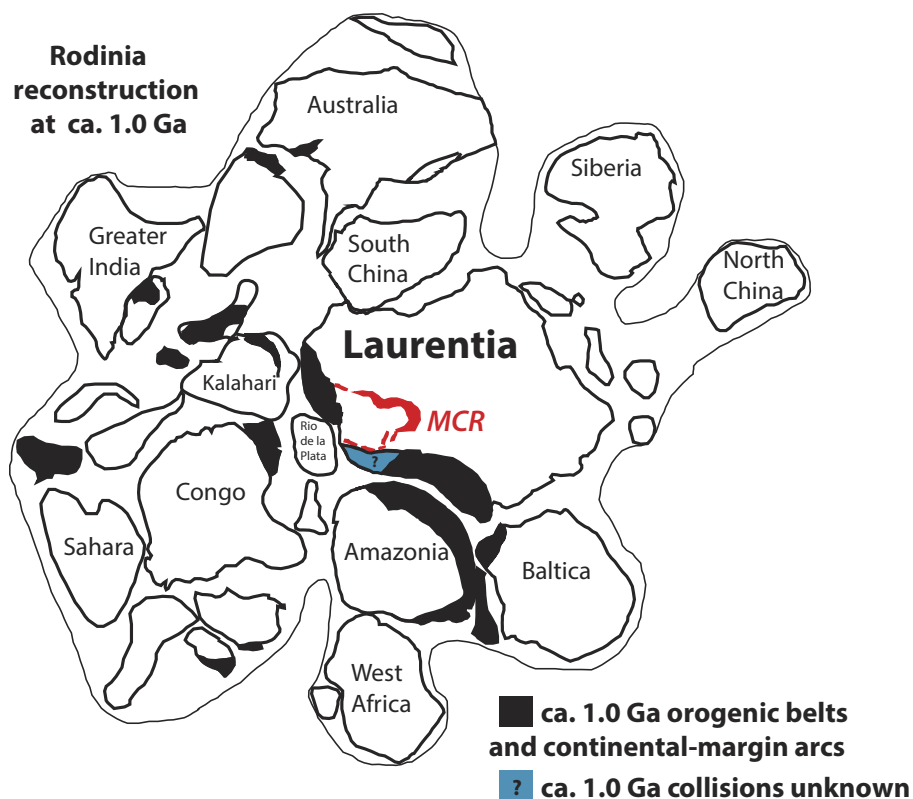 Rodinia
reconstruction
at ca. 1.0 Ga
Australia
Siberia
Greater
India
South
China
North
China
Laurentia
Kalahari
MCR
Rio
de la
Plata
?
Congo
Sahara
Amazonia
Baltica
West
Africa
ca. 1.0 Ga orogenic belts
and continental-margin arcs
? ca. 1.0 Ga collisions unknown